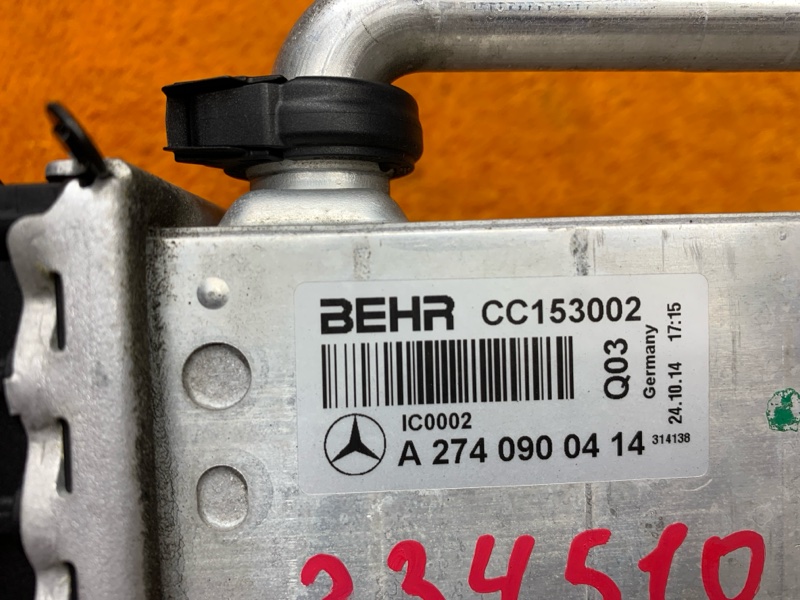 BEHR CC153002
Q03
Germany
24.10.14 17:15
IC0002
A 274 090 04 14
314138
234510